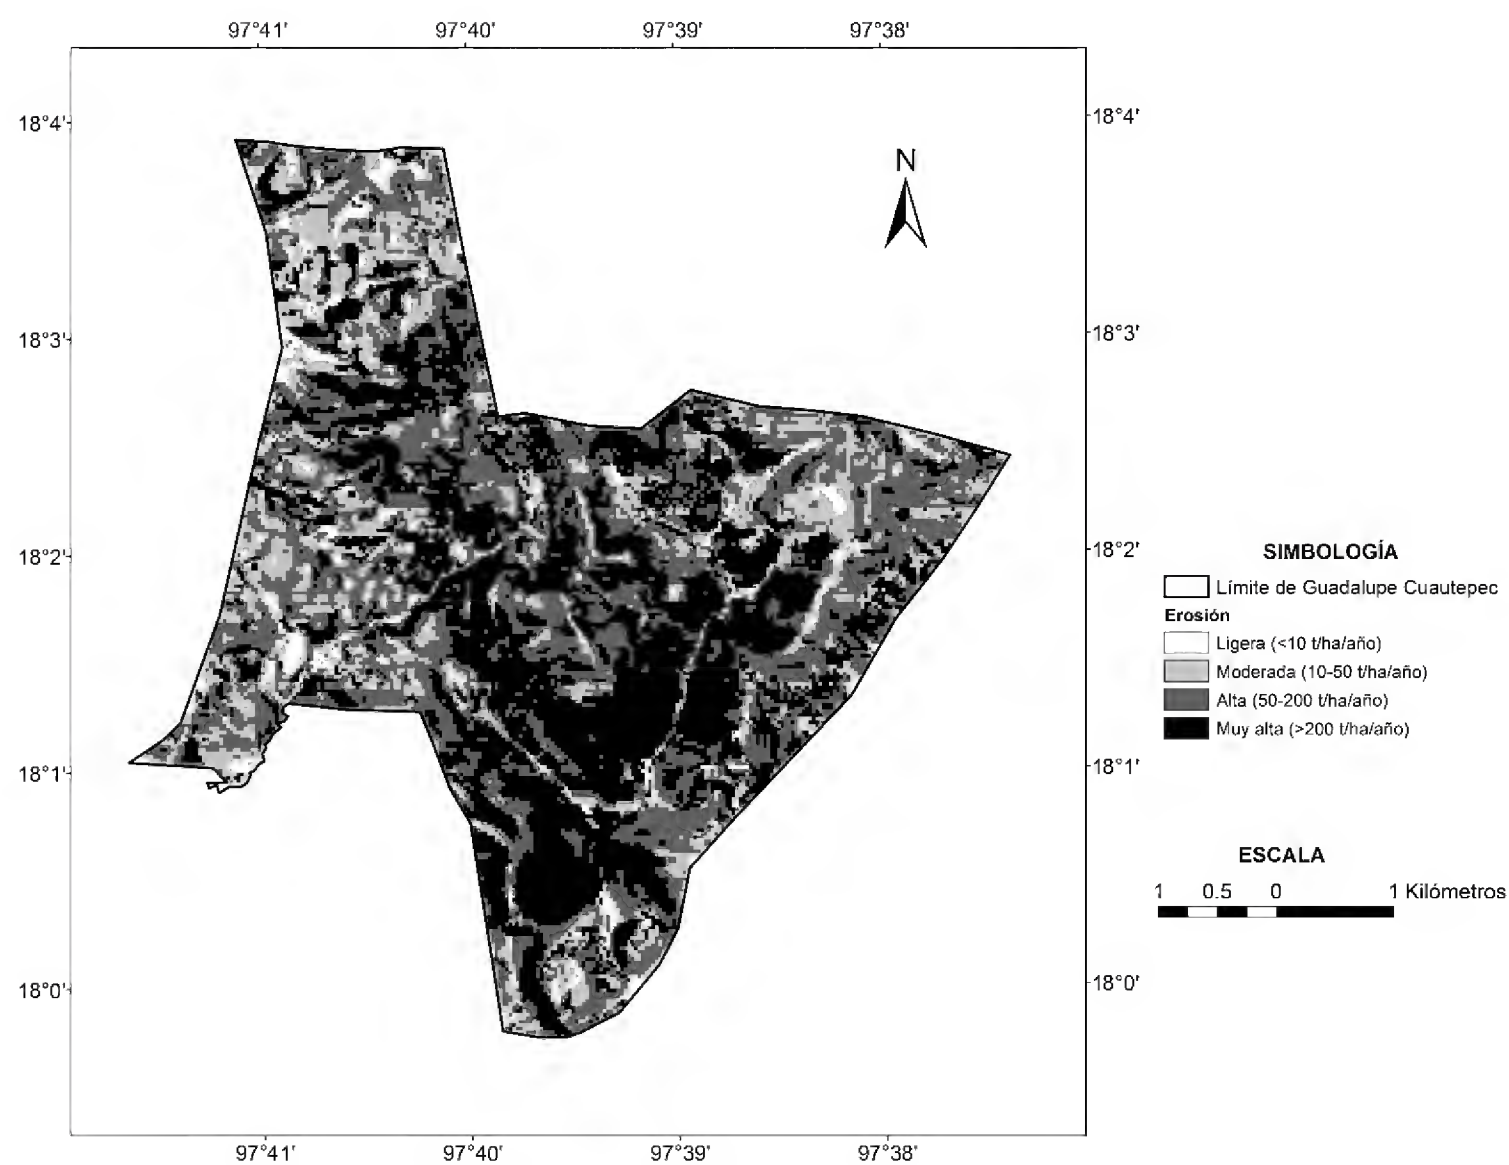 97°41' 97°40' 97°39' 97°38'
18°4' 18°4'
N
18°3' 18°3'
18°2' 18°2'
SIMBOLOGÍA
Límite de Guadalupe Cuautepec
Erosión
Ligera (<10 t/ha/año)
Moderada (10-50 t/ha/año)
Alta (50-200 t/ha/año)
Muy alta (>200 t/ha/año)
18°1' 18°1'
ESCALA
1 0.5 0 1 Kilómetros
18°0' 18°0'
97°41' 97°40' 97°39' 97°38'